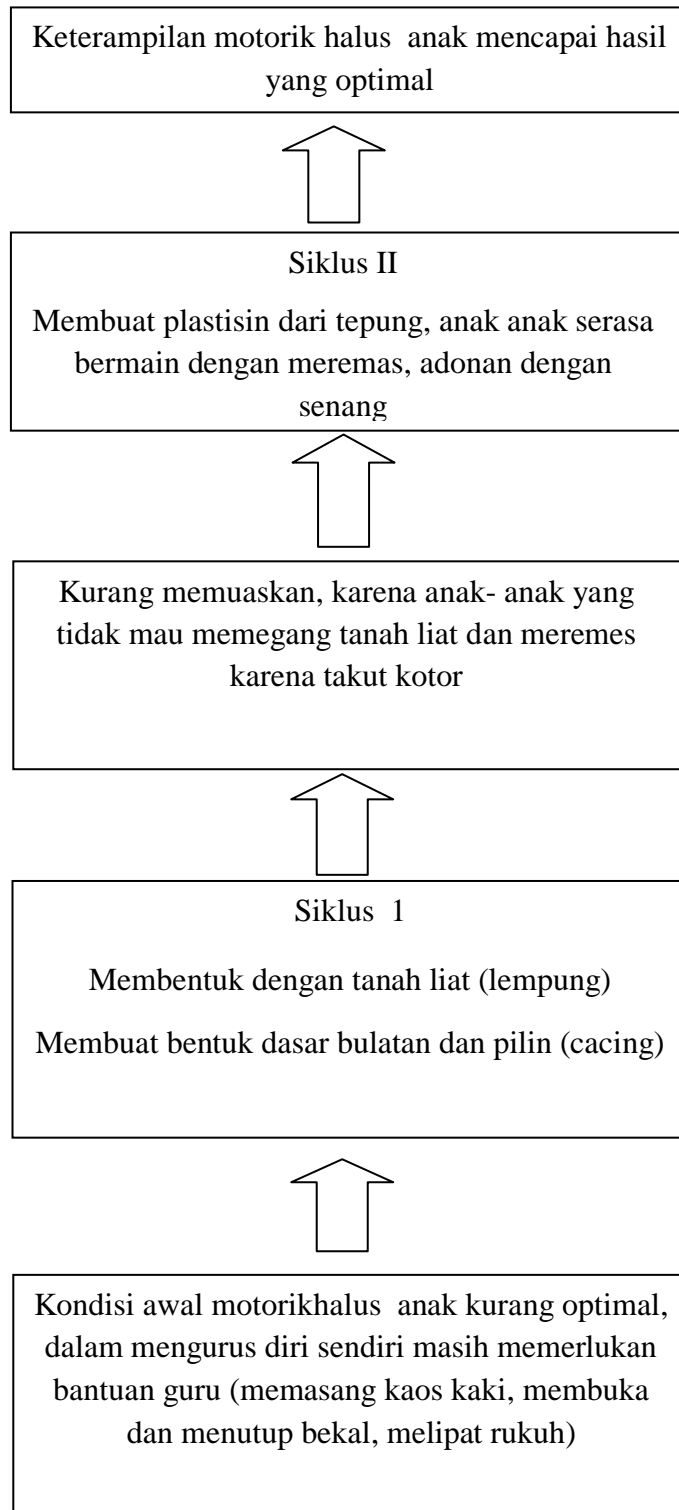 Keterampilan motorik halus anak mencapai hasil
yang optimal
Siklus II
Membuat plastisin dari tepung, anak anak serasa
bermain dengan meremas, adonan dengan
senang
Kurang memuaskan, karena anak- anak yang
tidak mau memegang tanah liat dan meremes
karena takut kotor
Siklus 1
Membentuk dengan tanah liat (lempung)
Membuat bentuk dasar bulatan dan pilin (cacing)
Kondisi awal motorikhalus anak kurang optimal,
dalam mengurus diri sendiri masih memerlukan
bantuan guru (memasang kaos kaki, membuka
dan menutup bekal, melipat rukuh)